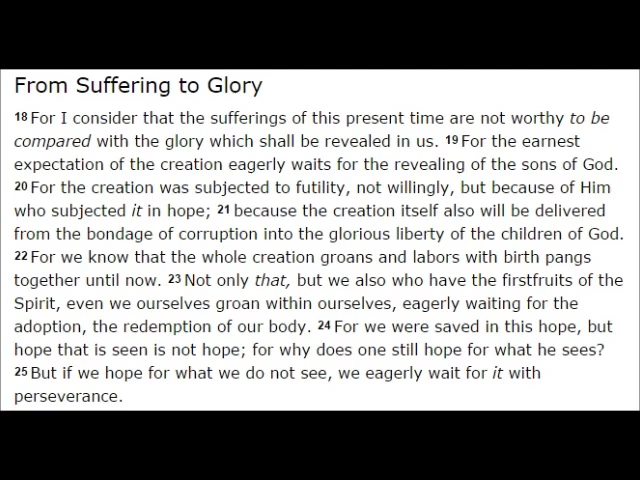 From Suffering to Glory
18 For I consider that the sufferings of this present time are not worthy to be
compared with the glory which shall be revealed in us. 19 For the earnest
expectation of the creation eagerly waits for the revealing of the sons of God.
20 For the creation was subjected to futility, not willingly, but because of Him
who subjected it in hope; 21 because the creation itself also will be delivered
from the bondage of corruption into the glorious liberty of the children of God.
22 For we know that the whole creation groans and labors with birth pangs
together until now. 23 Not only that, but we also who have the firstfruits of the
Spirit, even we ourselves groan within ourselves, eagerly waiting for the
adoption, the redemption of our body. 24 For we were saved in this hope, but
hope that is seen is not hope; for why does one still hope for what he sees?
25 But if we hope for what we do not see, we eagerly wait for it with
perseverance.